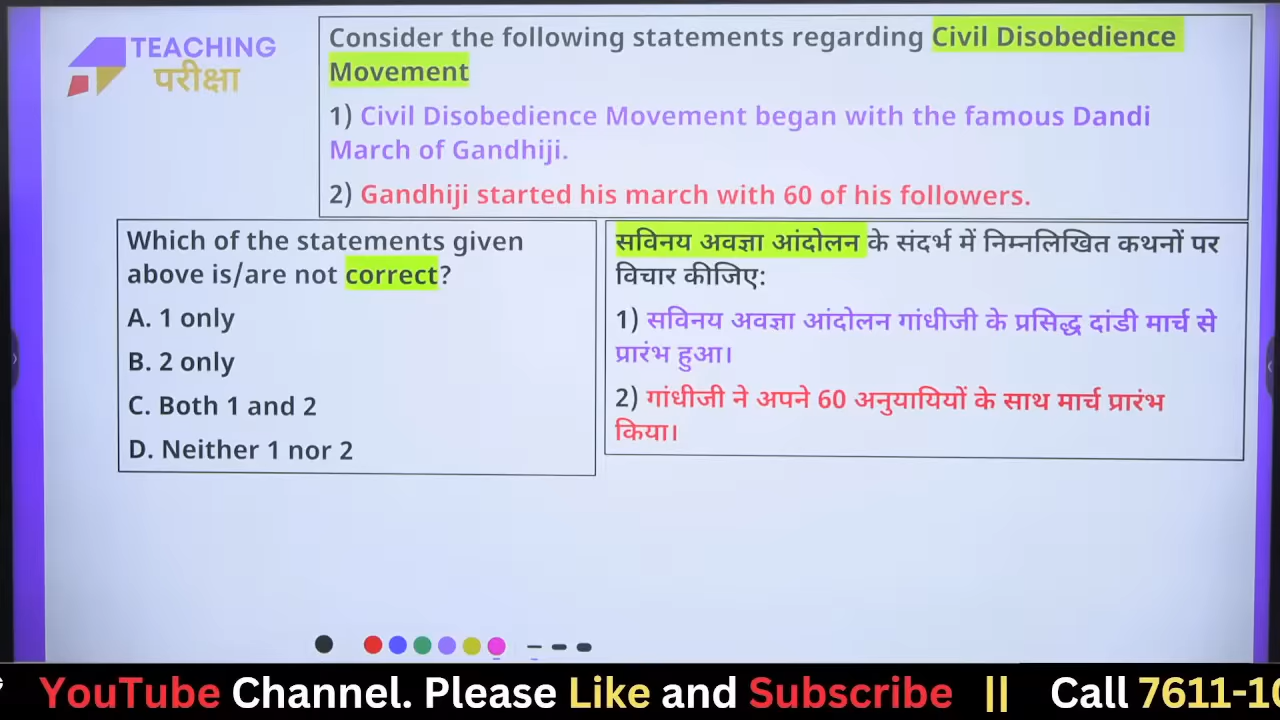 TEACHING
परीक्षा
Consider the following statements regarding Civil Disobedience
Movement
1) Civil Disobedience Movement began with the famous Dandi
March of Gandhiji.
2) Gandhiji started his march with 60 of his followers.
Which of the statements given
above is/are not correct?
A. 1 only
B. 2 only
C. Both 1 and 2
D. Neither 1 nor 2
सविनय अवज्ञा आंदोलन के संदर्भ में निम्नलिखित कथनों पर
विचार कीजिए:
1) सविनय अवज्ञा आंदोलन गांधीजी के प्रसिद्ध दांडी मार्च से
प्रारंभ हुआ।
2) गांधीजी ने अपने 60 अनुयायियों के साथ मार्च प्रारंभ
किया।
YouTube Channel. Please Like and Subscribe || Call 7611-10